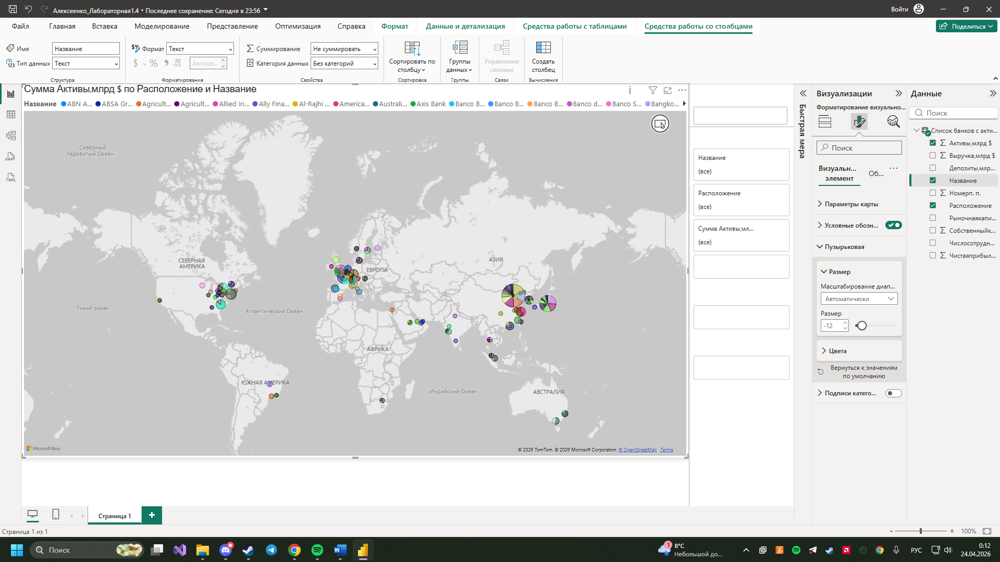 Алексеенко_Лабораторная1.4 • Последнее сохранение: Сегодня в 23:56
Войти
Файл
Главная
Вставка
Моделирование
Представление
Оптимизация
Справка
Формат
Данные и детализация
Средства работы с таблицами
Средства работы со столбцами
Поделиться
Имя
Название
Тип данных
Текст
Структура
Формат
Текст
Автома...
Форматирование
Суммирование
Не суммировать
Категория данных
Без категорий
Свойства
Сортировать по
столбцу
Сортировка
Группы
данных
Группы
Управление
связями
Связи
Создать
столбец
Вычисления
Сумма Активы,млрд $ по Расположение и Название
Название
ABN A...
ABSA Gr...
Agricult...
Agricult...
Allied Iri...
Ally Fina...
Al-Rajhi ...
America...
Australi...
Axis Bank
Banco B...
Banco B...
Banco B...
Banco d...
Banco S...
Bangko...
Северный
Ледовитый Океан
СЕВЕРНАЯ
АМЕРИКА
ЕВРОПА
АЗИЯ
Тихий океан
Атлантический Океан
АФРИКА
ЮЖНАЯ АМЕРИКА
Индийский Океан
АВСТРАЛИЯ
Microsoft Bing
© 2026 TomTom, © 2026 Microsoft Corporation, © OpenStreetMap Terms
Название
(все)
Расположение
(все)
Сумма Активы,мл...
(все)
Быстрая мера
Визуализации
Форматирование визуально...
Поиск
Визуальн...
элемент
Об...
Параметры карты
Условные обозн...
Пузырьковая
Размер
Масштабирование диап...
Автоматически
Размер
-12
Цвета
Вернуться к значениям
по умолчанию
Подписи катего...
Данные
Поиск
Список банков с акти...
Активы,млрд $
Выручка,млрд $
Депозиты,млр...
Название
Номерп. п.
Расположение
Рыночнаякапи...
Собственныйк...
Числосотрудн...
Чистаяприбыл...
DAX
TMDL
Страница 1
Страница 1 из 1
100%
Поиск
1
8°C
Небольшой до...
РУС
0:12
24.04.2026